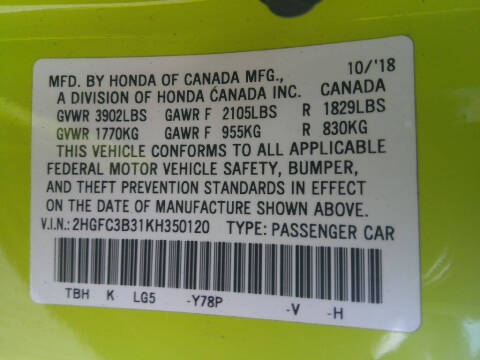 MFD. BY HONDA OF CANADA MFG., 10/'18
A DIVISION OF HONDA CANADA INC. CANADA
GVWR 3902LBS GAWR F 2105LBS R 1829LBS
GVWR 1770KG GAWR F 955KG R 830KG
THIS VEHICLE CONFORMS TO ALL APPLICABLE
FEDERAL MOTOR VEHICLE SAFETY, BUMPER,
AND THEFT PREVENTION STANDARDS IN EFFECT
ON THE DATE OF MANUFACTURE SHOWN ABOVE.
V.I.N.: 2HGFC3B31KH350120 TYPE: PASSENGER CAR
TBH K LG5 -Y78P -V -H